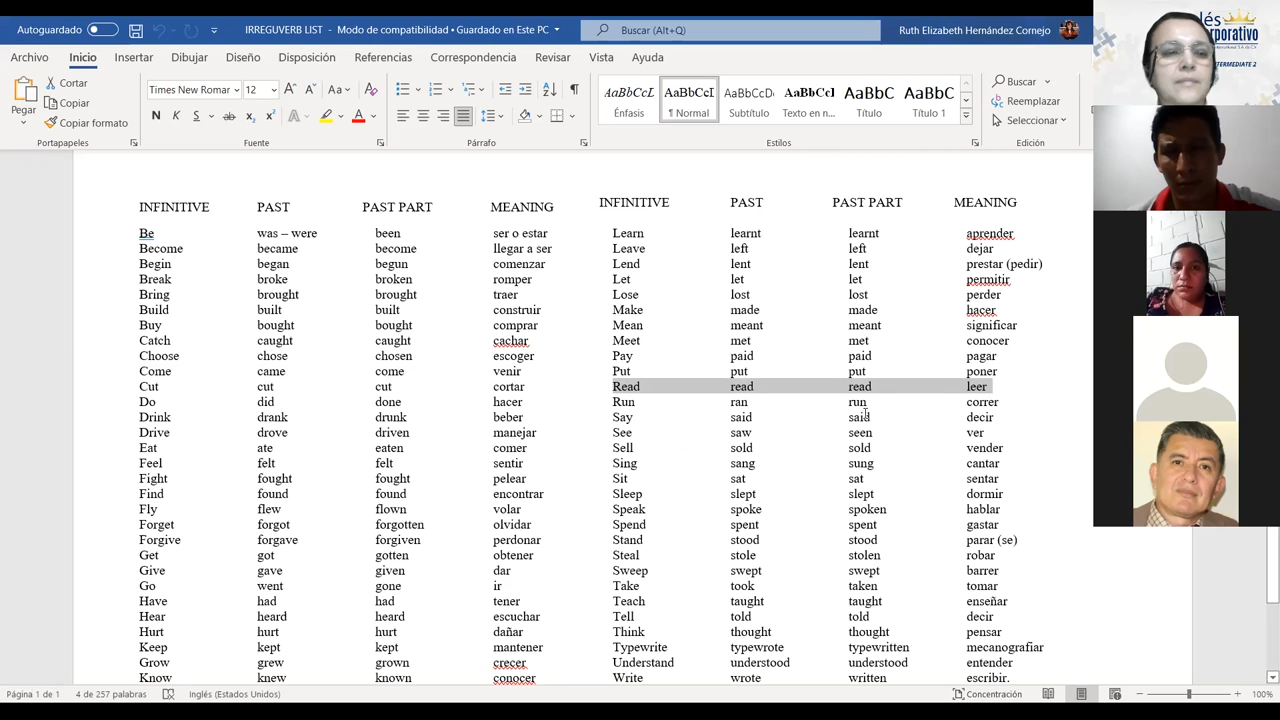 Autoguardado
IRREGUVERB LIST - Modo de compatibilidad • Guardado en Este PC
Buscar (Alt+Q)
Ruth Elizabeth Hernández Cornejo
Archivo Inicio Insertar Dibujar Diseño Disposición Referencias Correspondencia Revisar Vista Ayuda
Pegar
Cortar
Copiar
Copiar formato
Portapapeles
Times New Romar 12
N K S ab
Fuente
Párrafo
AaBbCcL AaBbCcI AaBbCcD AaBbCcI AaBbC AaBbC
Énfasis ¶ Normal Subtítulo Texto en n... Título Título 1
Estilos
Buscar
Reemplazar
Seleccionar
Edición
lés
orporativo
RMEDIATE 2
INFINITIVE PAST PAST PART MEANING INFINITIVE PAST PAST PART MEANING
Be was – were been ser o estar Learn learnt learnt aprender
Become became become llegar a ser Leave left left dejar
Begin began begun comenzar Lend lent lent prestar (pedir)
Break broke broken romper Let let let permitir
Bring brought brought traer Lose lost lost perder
Build built built construir Make made made hacer
Buy bought bought comprar Mean meant meant significar
Catch caught caught cachar Meet met met conocer
Choose chose chosen escoger Pay paid paid pagar
Come came come venir Put put put poner
Cut cut cut cortar Read read read leer
Do did done hacer Run ran run correr
Drink drank drunk beber Say said said decir
Drive drove driven manejar See saw seen ver
Eat ate eaten comer Sell sold sold vender
Feel felt felt sentir Sing sang sung cantar
Fight fought fought pelear Sit sat sat sentar
Find found found encontrar Sleep slept slept dormir
Fly flew flown volar Speak spoke spoken hablar
Forget forgot forgotten olvidar Spend spent spent gastar
Forgive forgave forgiven perdonar Stand stood stood parar (se)
Get got gotten obtener Steal stole stolen robar
Give gave given dar Sweep swept swept barrer
Go went gone ir Take took taken tomar
Have had had tener Teach taught taught enseñar
Hear heard heard escuchar Tell told told decir
Hurt hurt hurt dañar Think thought thought pensar
Keep kept kept mantener Typewrite typewrote typewritten mecanografiar
Grow grew grown crecer Understand understood understood entender
Know knew known conocer Write wrote written escribir.
Página 1 de 1 4 de 257 palabras Inglés (Estados Unidos) Concentración 100%